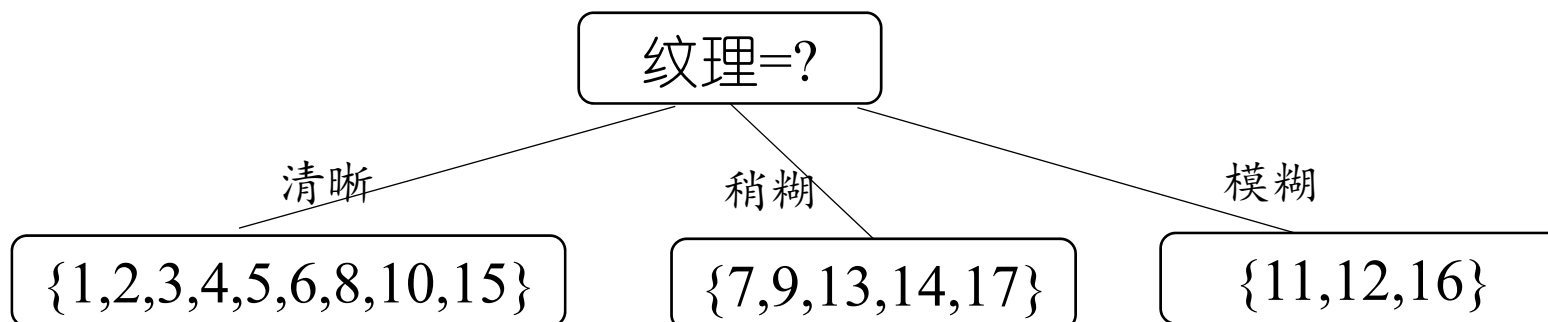 纹理=?
清晰
稍糊
模糊
{1,2,3,4,5,6,8,10,15}
{7,9,13,14,17}
{11,12,16}